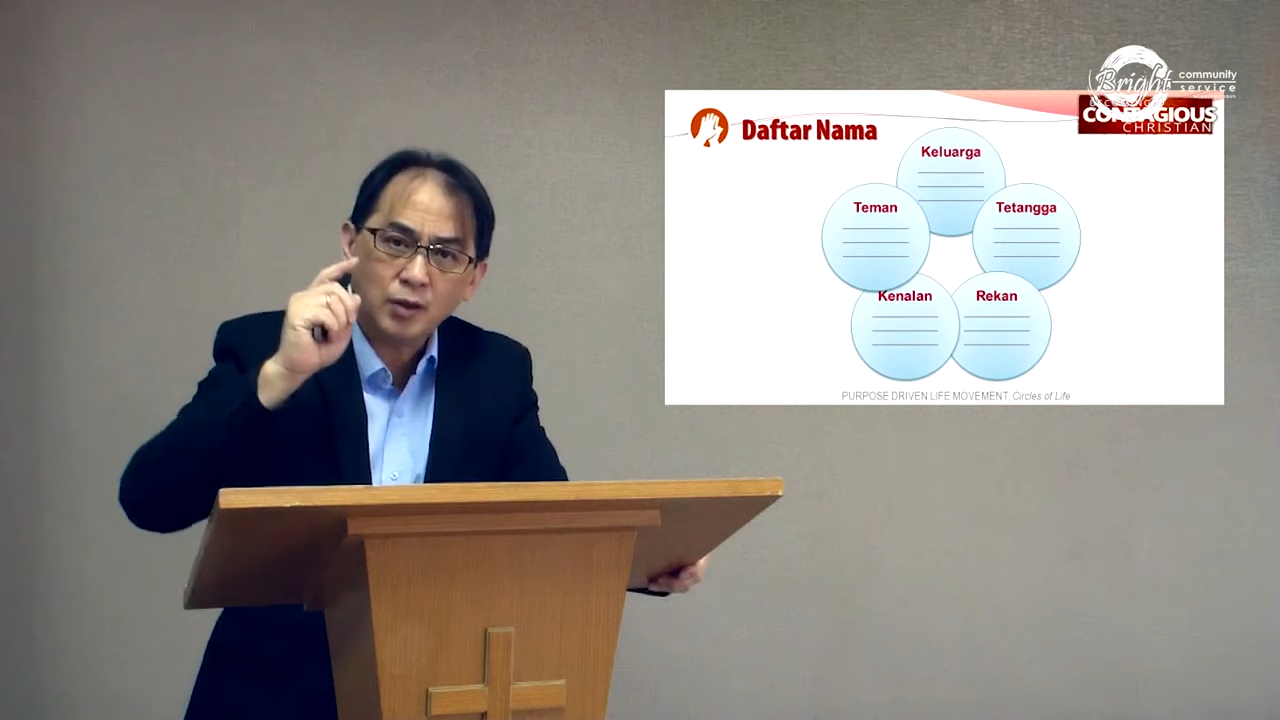 Bright
community
service
CONTAGIOUS
CHRISTIAN
Daftar Nama
Keluarga
Teman
Tetangga
Kenalan
Rekan
PURPOSE DRIVEN LIFE MOVEMENT, Circles of Life